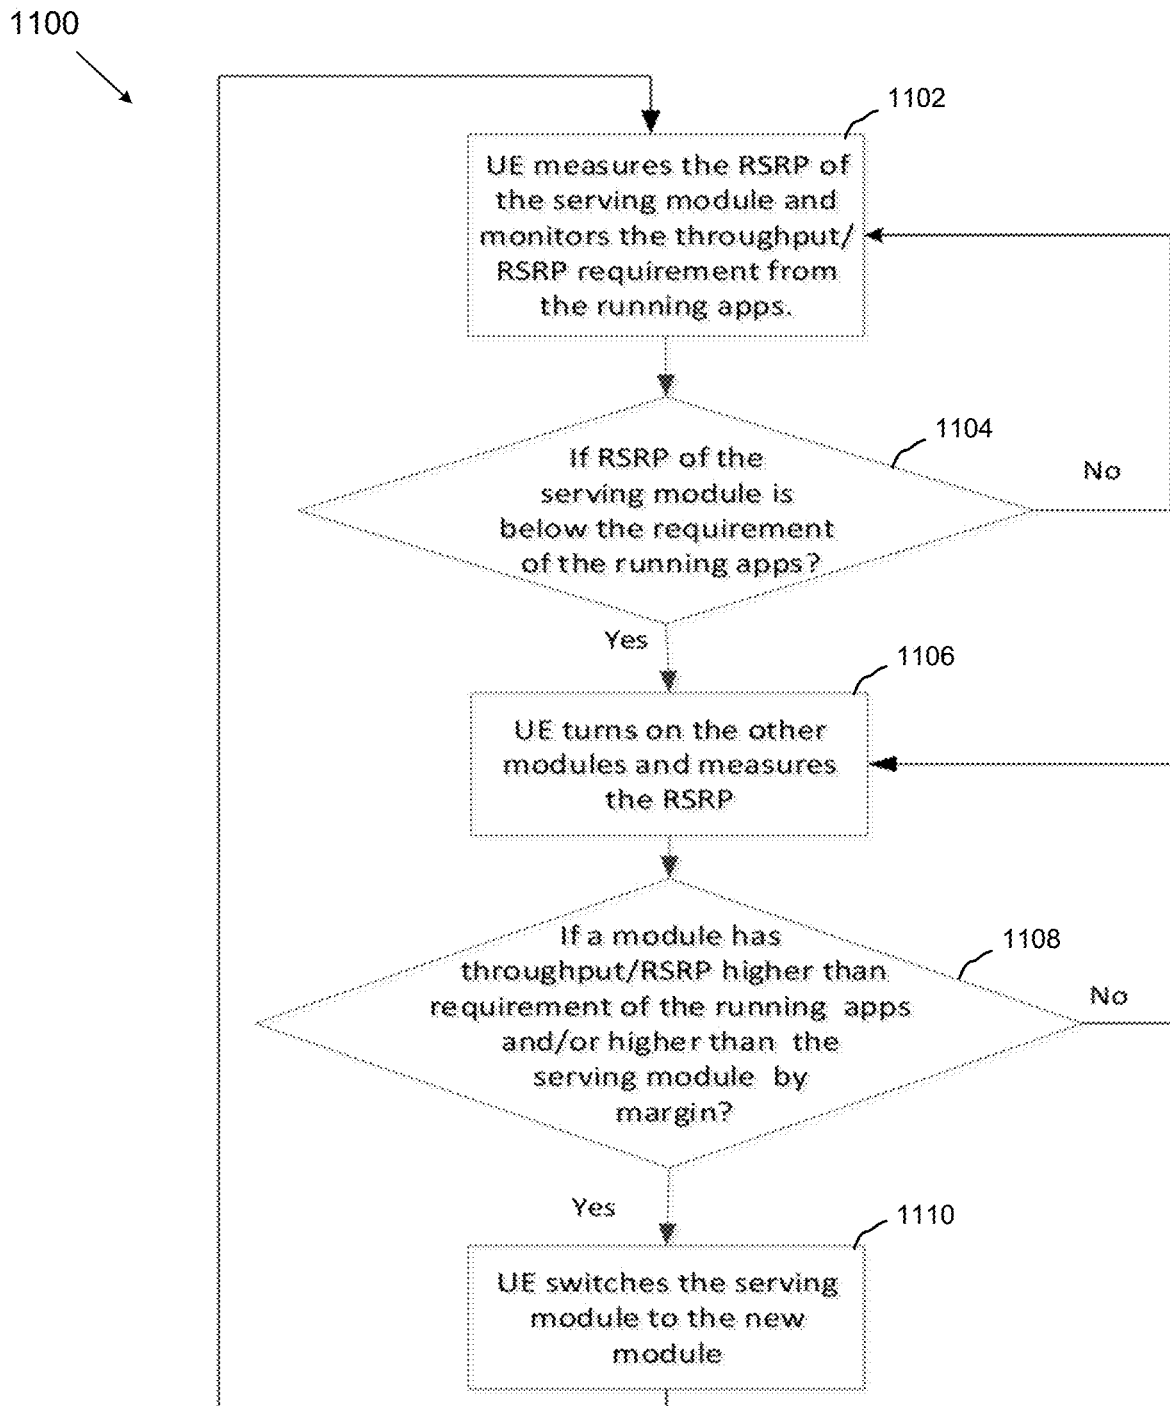 1100
1102
UE measures the RSRP of
the serving module and
monitors the throughput/
RSRP requirement from
the running apps.
1104
If RSRP of the
serving module is
below the requirement
of the running apps?
No
Yes
1106
UE turns on the other
modules and measures
the RSRP
1108
If a module has
throughput/RSRP higher than
requirement of the running apps
and/or higher than the
serving module by
margin?
No
Yes
1110
UE switches the serving
module to the new
module